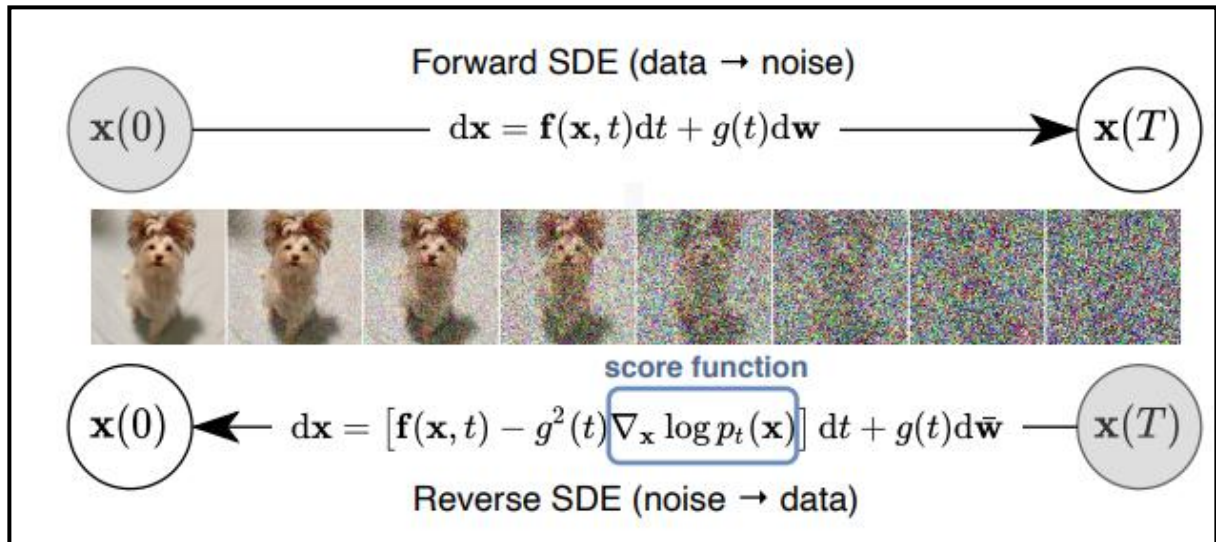 Forward SDE (data → noise)
x(0) dx = f(x, t)dt + g(t)dw x(T)
score function
x(0) dx = [f(x, t) − g²(t)∇ₓ log pₜ(x)] dt + g(t)dw̄ x(T)
Reverse SDE (noise → data)